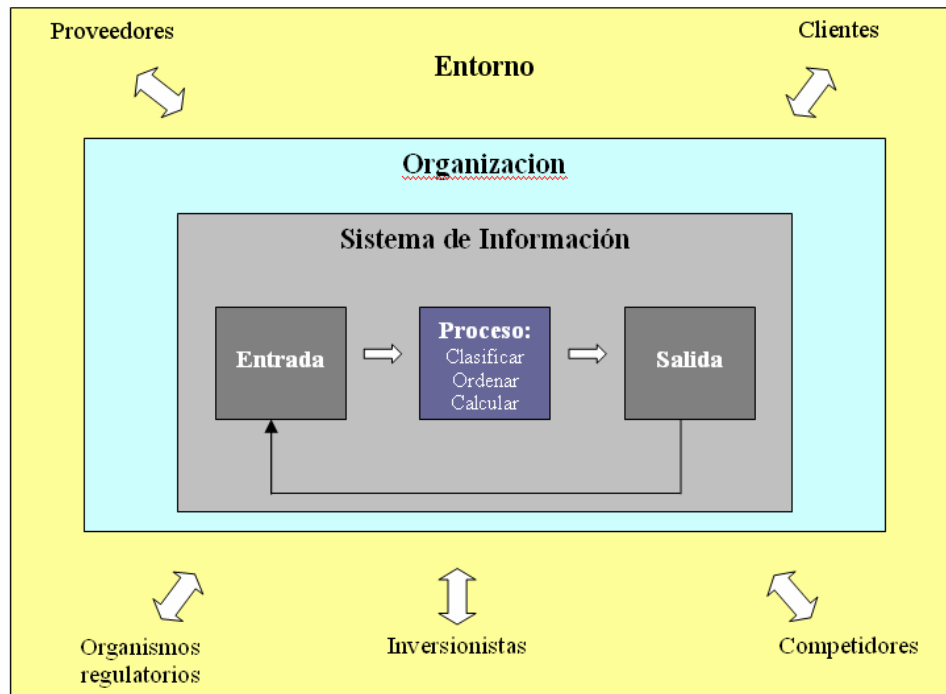 Proveedores
Clientes
Entorno
Organizacion
Sistema de Información
Entrada
Proceso:
Clasificar
Ordenar
Calcular
Salida
Organismos
regulatorios
Inversionistas
Competidores